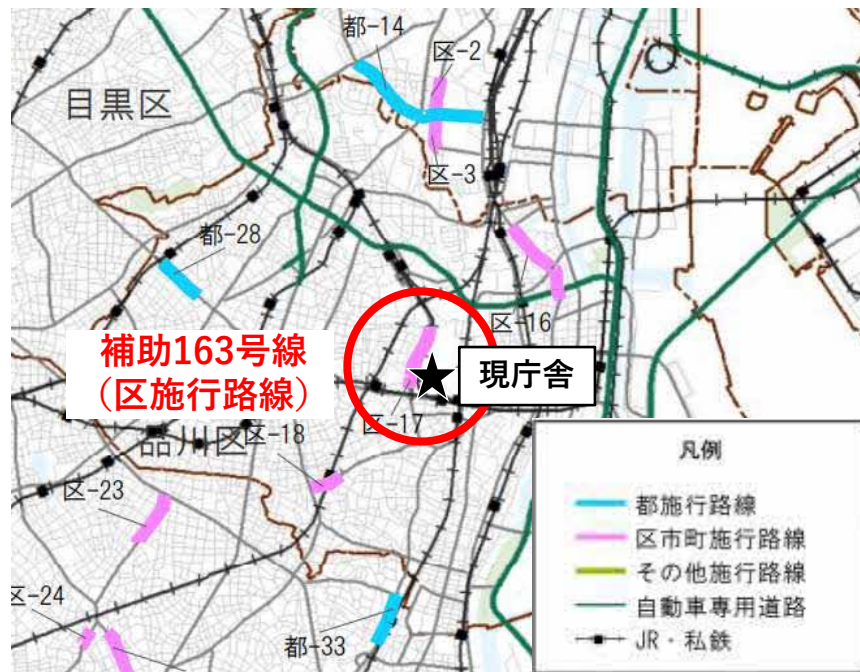 都-14
区-2
目黒区
区-3
都-28
区-16
補助163号線
（区施行路線）
現庁舎
区-17
品川区
区-18
区-23
区-24
都-33
凡例
都施行路線
区市町施行路線
その他施行路線
自動車専用道路
JR・私鉄